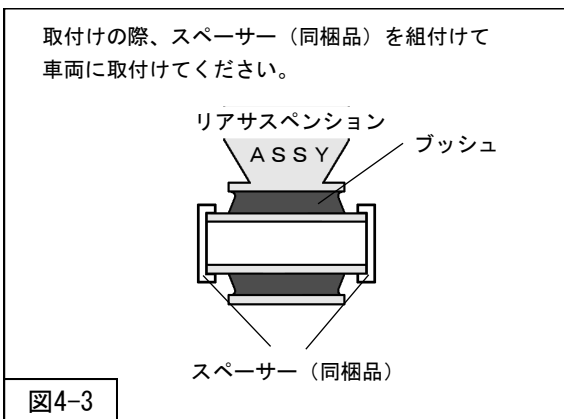 取付けの際、スペーサー（同梱品）を組付けて
車両に取付けてください。
リアサスペンション
ＡＳＳＹ
ブッシュ
スペーサー（同梱品）
図4-3